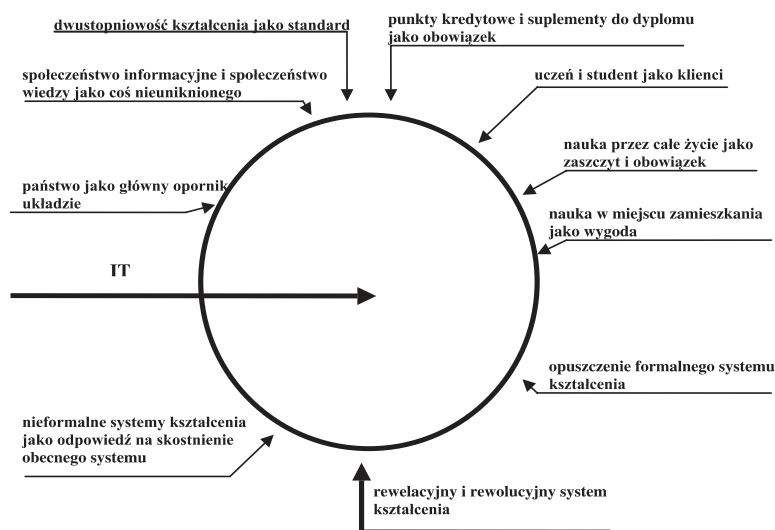 dwustopniowość kształcenia jako standard
punkty kredytowe i suplementy do dyplomu
jako obowiązek
społeczeństwo informacyjne i społeczeństwo
wiedzy jako coś nieuniknionego
uczeń i student jako klienci
nauka przez całe życie jako
zaszczyt i obowiązek
państwo jako główny opornik
układzie
nauka w miejscu zamieszkania
jako wygoda
IT
opuszczenie formalnego systemu
kształcenia
nieformalne systemy kształcenia
jako odpowiedź na skostnienie
obecnego systemu
rewelacyjny i rewolucyjny system
kształcenia